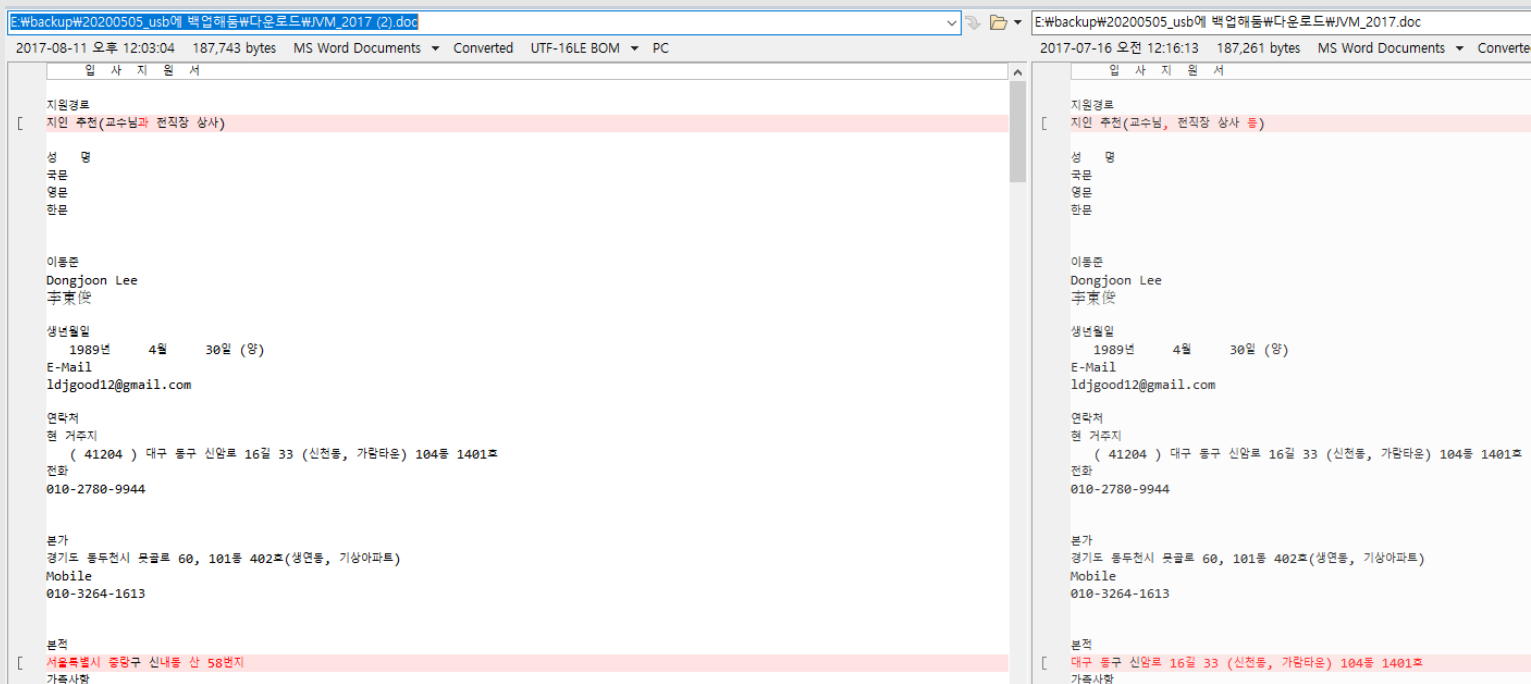 E:₩backup₩20200505_usb에 백업해둠₩다운로드₩JVM_2017 (2).doc
2017-08-11 오후 12:03:04 187,743 bytes MS Word Documents Converted UTF-16LE BOM PC
입 사 지 원 서
지원경로
지인 추천(교수님과 전직장 상사)
성 명
국문
영문
한문
이동준
Dongjoon Lee
李東俊
생년월일
1989년 4월 30일 (양)
E-Mail
ldjgood12@gmail.com
연락처
현 거주지
( 41204 ) 대구 동구 신암로 16길 33 (신천동, 가람타운) 104동 1401호
전화
010-2780-9944
본가
경기도 동두천시 못골로 60, 101동 402호(생연동, 기상아파트)
Mobile
010-3264-1613
본적
서울특별시 중랑구 신내동 산 58번지
가족사항
E:₩backup₩20200505_usb에 백업해둠₩다운로드₩JVM_2017.doc
2017-07-16 오전 12:16:13 187,261 bytes MS Word Documents Converte
입 사 지 원 서
지원경로
지인 추천(교수님, 전직장 상사 등)
성 명
국문
영문
한문
이동준
Dongjoon Lee
李東俊
생년월일
1989년 4월 30일 (양)
E-Mail
ldjgood12@gmail.com
연락처
현 거주지
( 41204 ) 대구 동구 신암로 16길 33 (신천동, 가람타운) 104동 1401호
전화
010-2780-9944
본가
경기도 동두천시 못골로 60, 101동 402호(생연동, 기상아파트)
Mobile
010-3264-1613
본적
대구 동구 신암로 16길 33 (신천동, 가람타운) 104동 1401호
가족사항